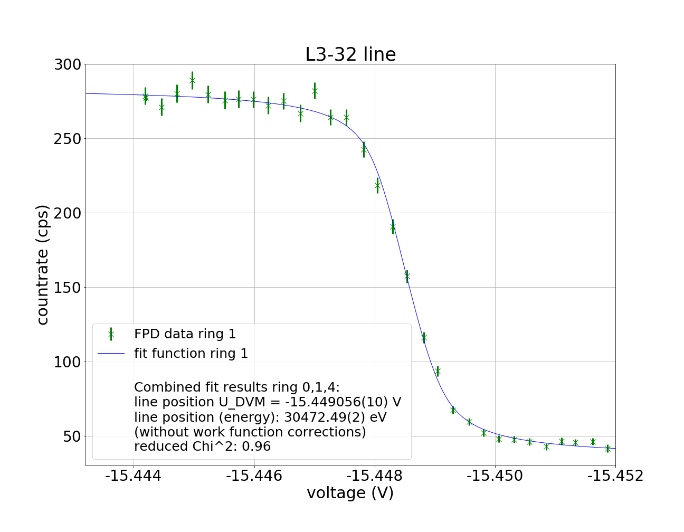 L3-32 line
300
250
200
150
100
50
countrate (cps)
FPD data ring 1
fit function ring 1
Combined fit results ring 0,1,4:
line position U_DVM = -15.449056(10) V
line position (energy): 30472.49(2) eV
(without work function corrections)
reduced Chi^2: 0.96
-15.444 -15.446 -15.448 -15.450 -15.452
voltage (V)